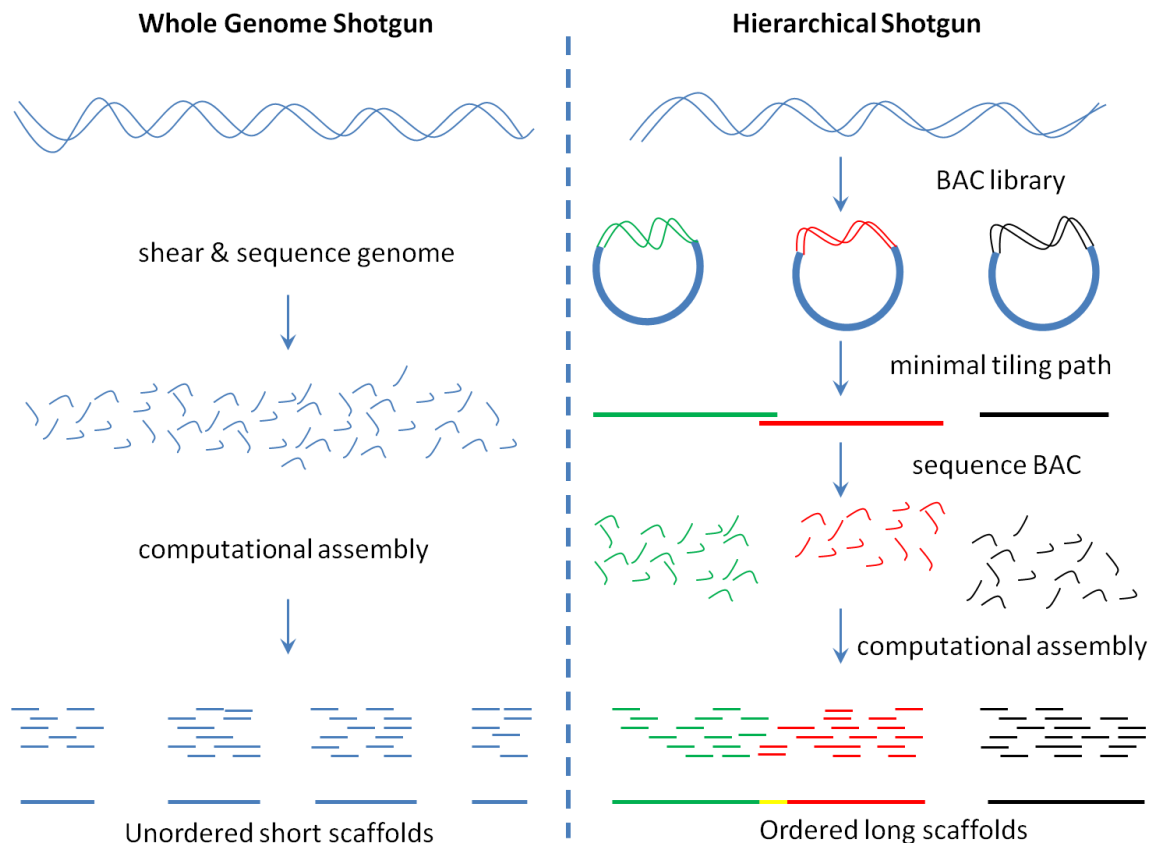 Whole Genome Shotgun
shear & sequence genome
computational assembly
Unordered short scaffolds
Hierarchical Shotgun
BAC library
minimal tiling path
sequence BAC
computational assembly
Ordered long scaffolds